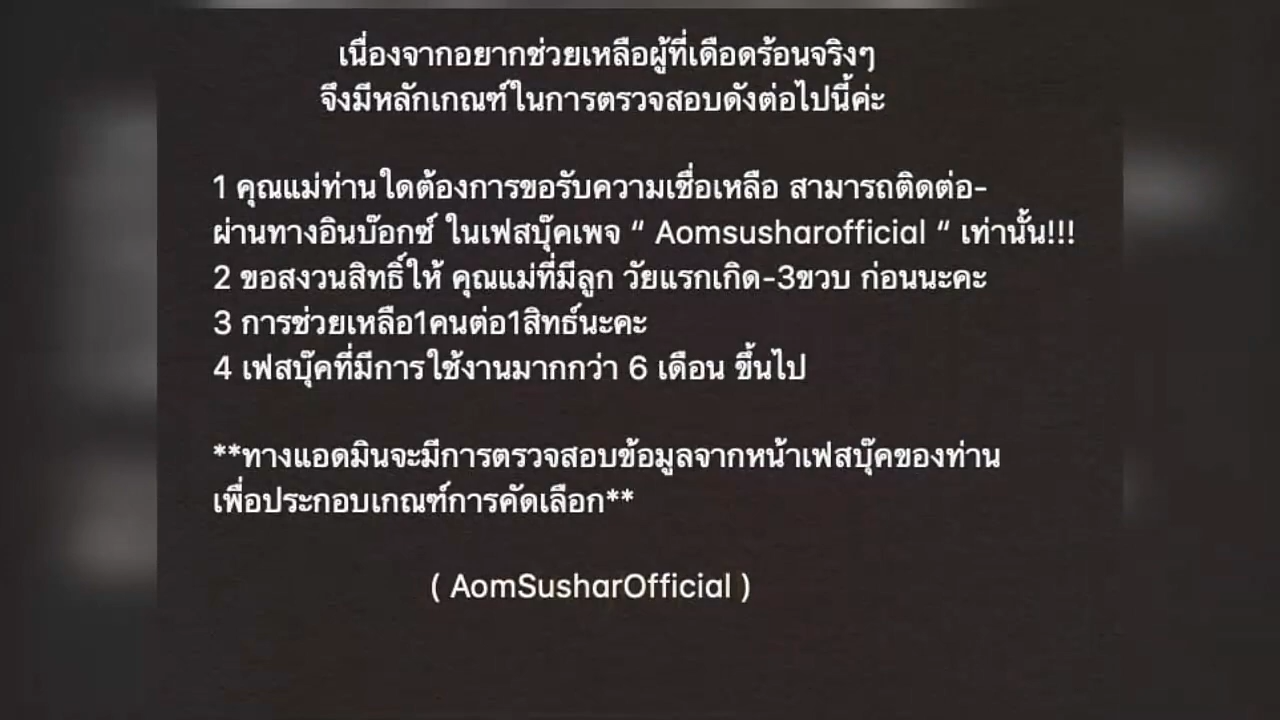 เนื่องจากอยากช่วยเหลือผู้ที่เดือดร้อนจริงๆ
จึงมีหลักเกณฑ์ในการตรวจสอบดังต่อไปนี้ค่ะ
1 คุณแม่ท่านใดต้องการขอรับความเชื่อเหลือ สามารถติดต่อ-
ผ่านทางอินบ๊อกซ์ ในเฟสบุ๊คเพจ “ Aomsusharofficial “ เท่านั้น!!!
2 ขอสงวนสิทธิ์ให้ คุณแม่ที่มีลูก วัยแรกเกิด-3ขวบ ก่อนนะคะ
3 การช่วยเหลือ1คนต่อ1สิทธ์นะคะ
4 เฟสบุ๊คที่มีการใช้งานมากกว่า 6 เดือน ขึ้นไป
**ทางแอดมินจะมีการตรวจสอบข้อมูลจากหน้าเฟสบุ๊คของท่าน
เพื่อประกอบเกณฑ์การคัดเลือก**
( AomSusharOfficial )